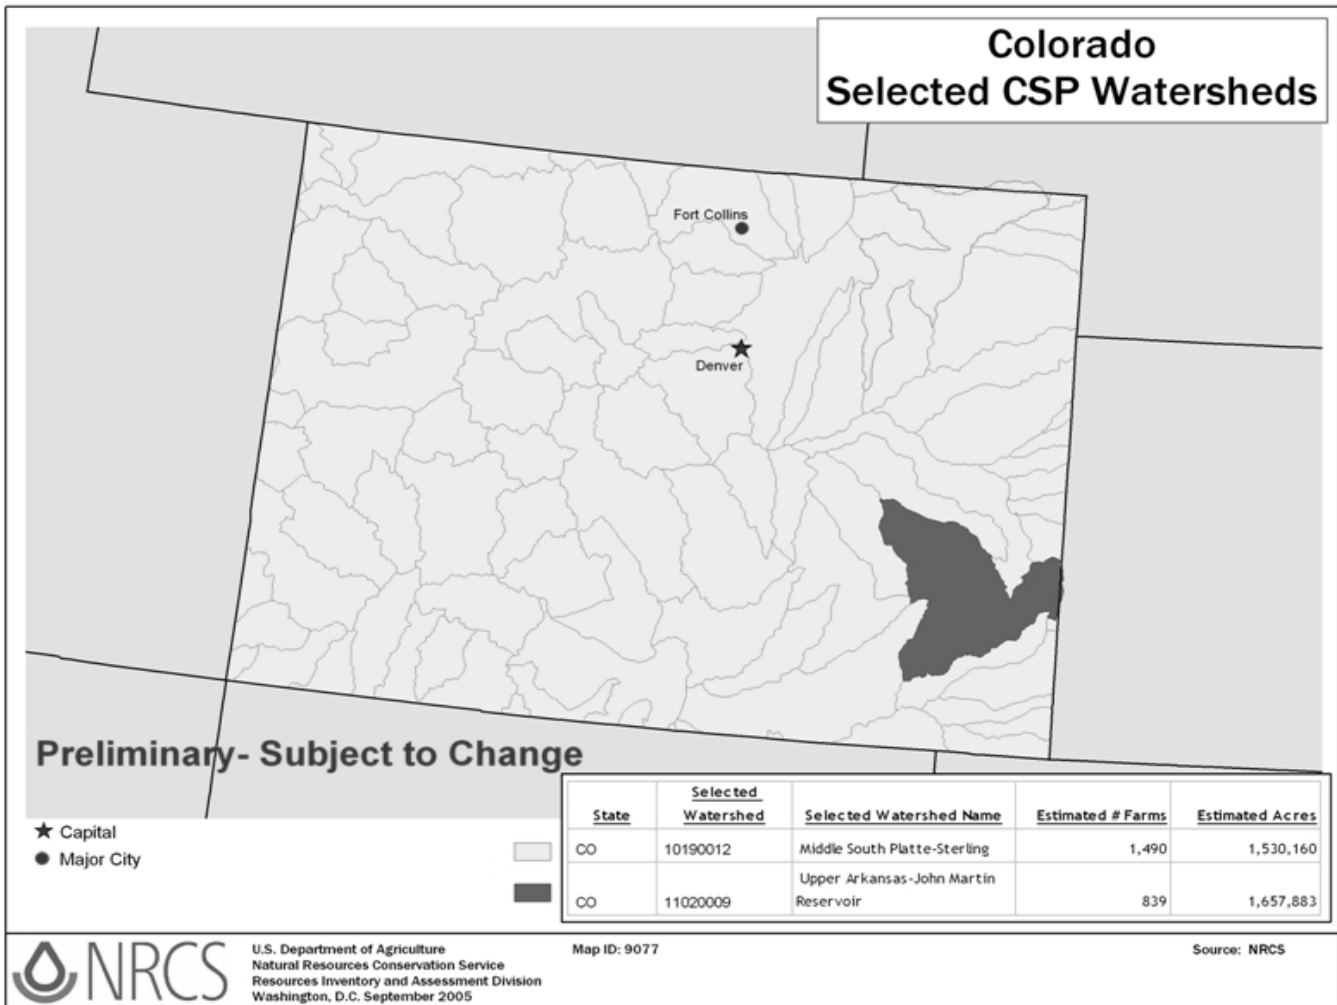 Colorado
Selected CSP Watersheds
Fort Collins
Denver
Preliminary- Subject to Change
Capital
Major City
State Selected Watershed Selected Watershed Name Estimated # Farms Estimated Acres
CO 10190012 Middle South Platte-Sterling 1,490 1,530,160
CO 11020009 Upper Arkansas-John Martin Reservoir 839 1,657,883
NRCS
U.S. Department of Agriculture
Natural Resources Conservation Service
Resources Inventory and Assessment Division
Washington, D.C. September 2005
Map ID: 9077
Source: NRCS